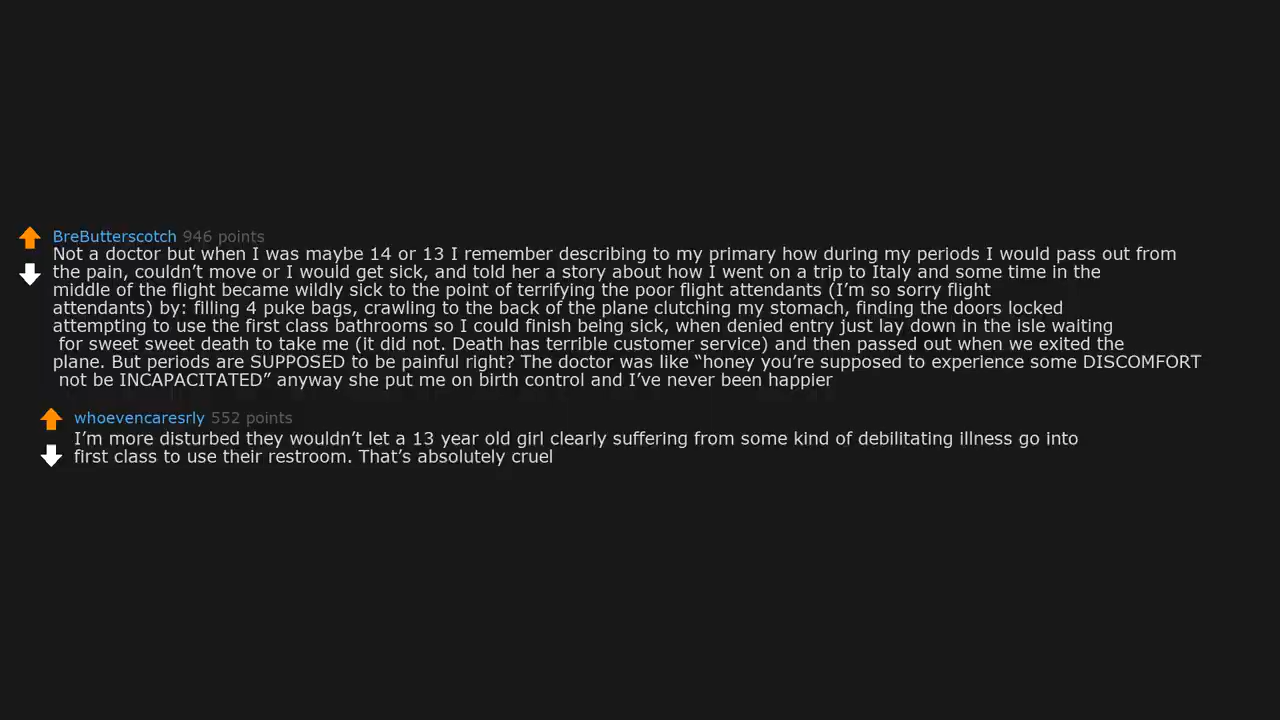 BreButterscotch 946 points
Not a doctor but when I was maybe 14 or 13 I remember describing to my primary how during my periods I would pass out from
the pain, couldn’t move or I would get sick, and told her a story about how I went on a trip to Italy and some time in the
middle of the flight became wildly sick to the point of terrifying the poor flight attendants (I’m so sorry flight
attendants) by: filling 4 puke bags, crawling to the back of the plane clutching my stomach, finding the doors locked
attempting to use the first class bathrooms so I could finish being sick, when denied entry just lay down in the isle waiting
for sweet sweet death to take me (it did not. Death has terrible customer service) and then passed out when we exited the
plane. But periods are SUPPOSED to be painful right? The doctor was like “honey you’re supposed to experience some DISCOMFORT
not be INCAPACITATED” anyway she put me on birth control and I’ve never been happier
whoevencaresrly 552 points
I’m more disturbed they wouldn’t let a 13 year old girl clearly suffering from some kind of debilitating illness go into
first class to use their restroom. That’s absolutely cruel